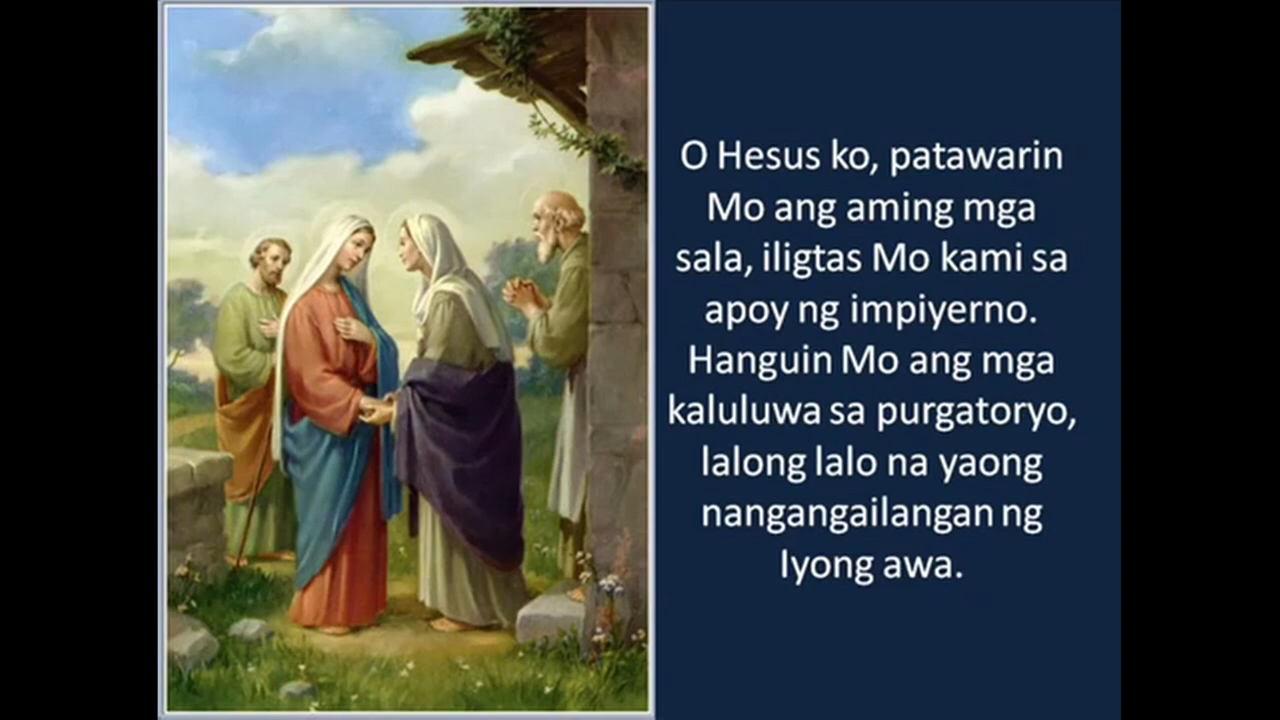 O Hesus ko, patawarin
Mo ang aming mga
sala, iligtas Mo kami sa
apoy ng impiyerno.
Hanguin Mo ang mga
kaluluwa sa purgatoryo,
lalong lalo na yaong
nangangailangan ng
Iyong awa.